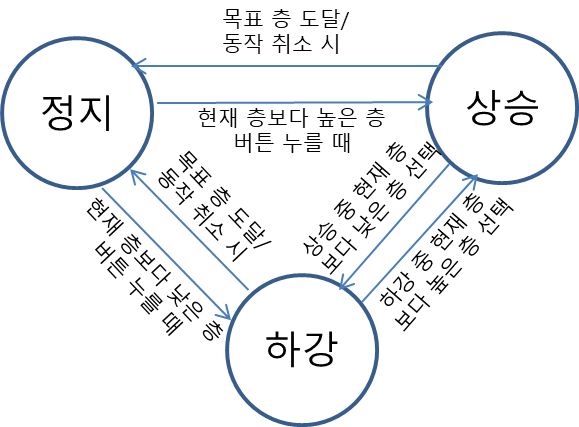 목표 층 도달/
동작 취소 시
정지
상승
현재 층보다 높은 층
버튼 누를 때
목표 층 도달/
동작 취소 시
상승 중 현재 층
보다 낮은 층 선택
현재 층보다 낮은 층
버튼 누를 때
하강 중 현재 층
보다 높은 층 선택
하강